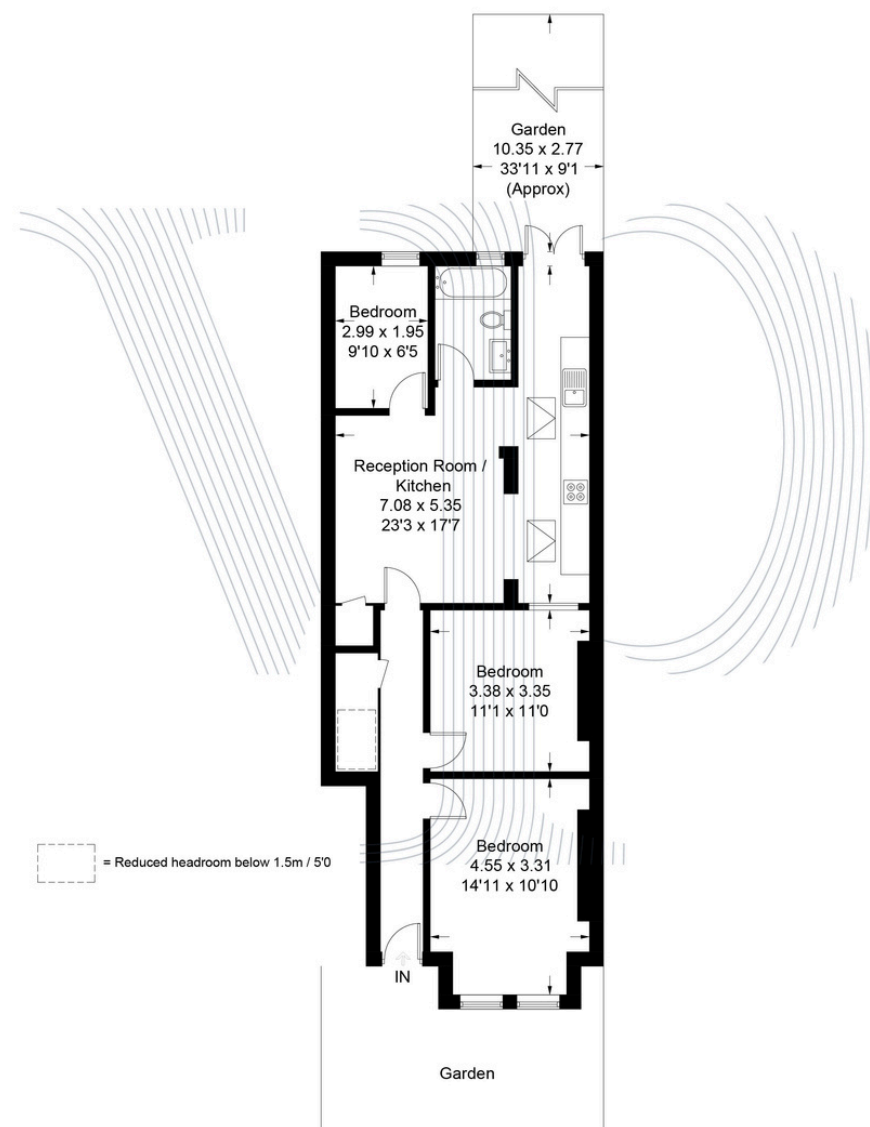 Garden
10.35 x 2.77
33'11 x 9'1
(Approx)
Bedroom
2.99 x 1.95
9'10 x 6'5
Reception Room /
Kitchen
7.08 x 5.35
23'3 x 17'7
Bedroom
3.38 x 3.35
11'1 x 11'0
Bedroom
4.55 x 3.31
14'11 x 10'10
= Reduced headroom below 1.5m / 5'0
IN
Garden